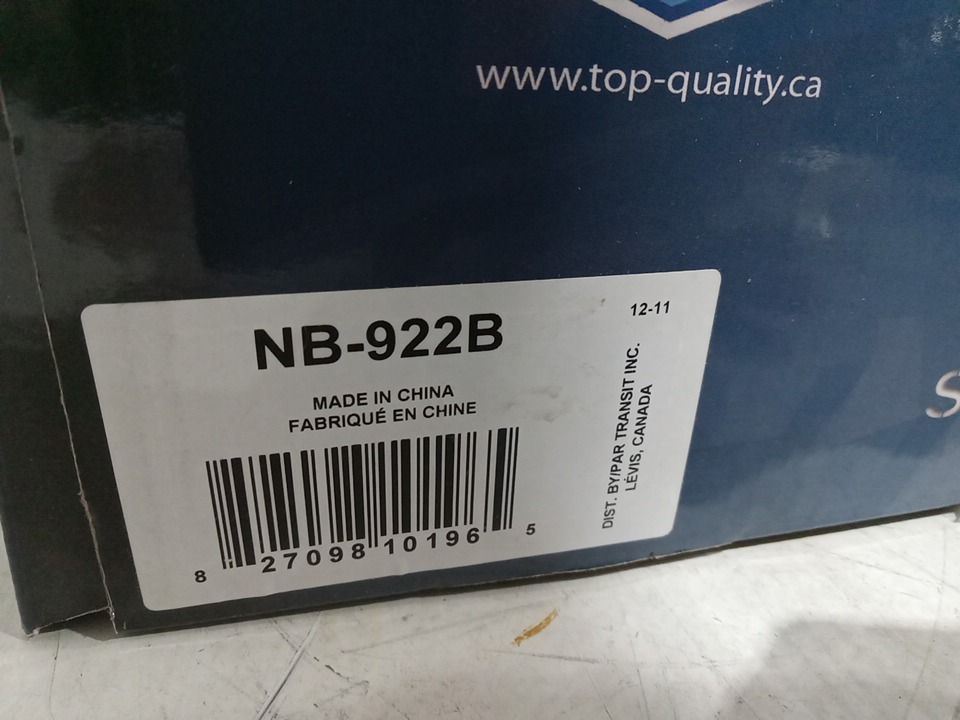 www.top-quality.ca
NB-922B
12-11
MADE IN CHINA
FABRIQUÉ EN CHINE
DIST. BY/PAR TRANSIT INC.
LÉVIS, CANADA
8 27098 10196 5